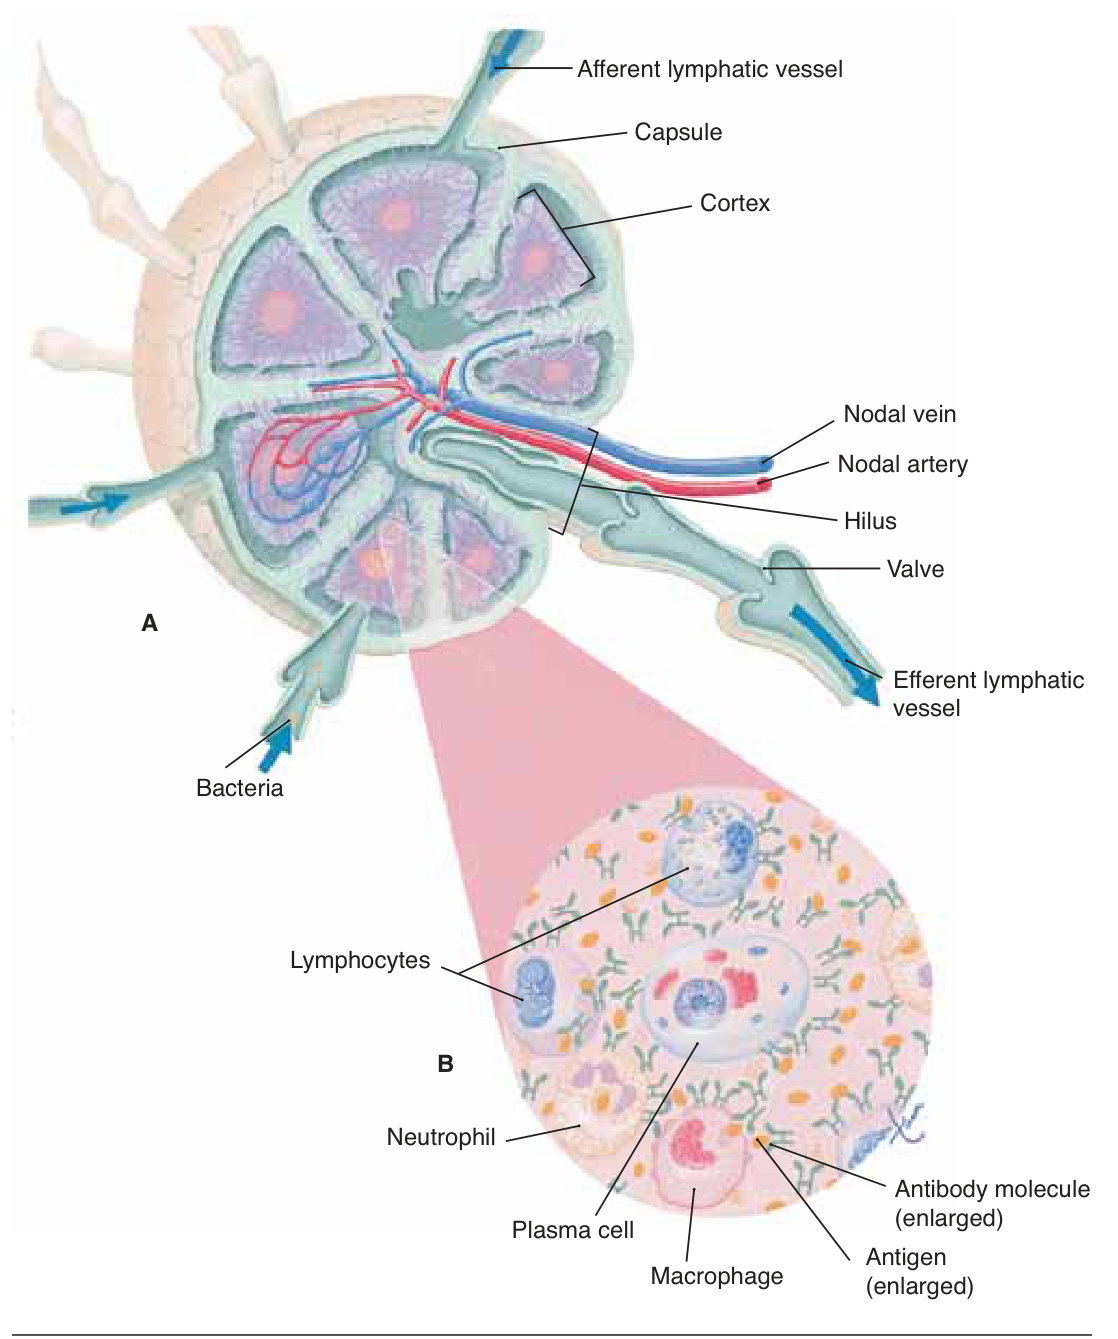 Afferent lymphatic vessel
Capsule
Cortex
Nodal vein
Nodal artery
Hilus
Valve
A
Efferent lymphatic
vessel
Bacteria
Lymphocytes
B
Neutrophil
Antibody molecule
(enlarged)
Plasma cell
Antigen
(enlarged)
Macrophage